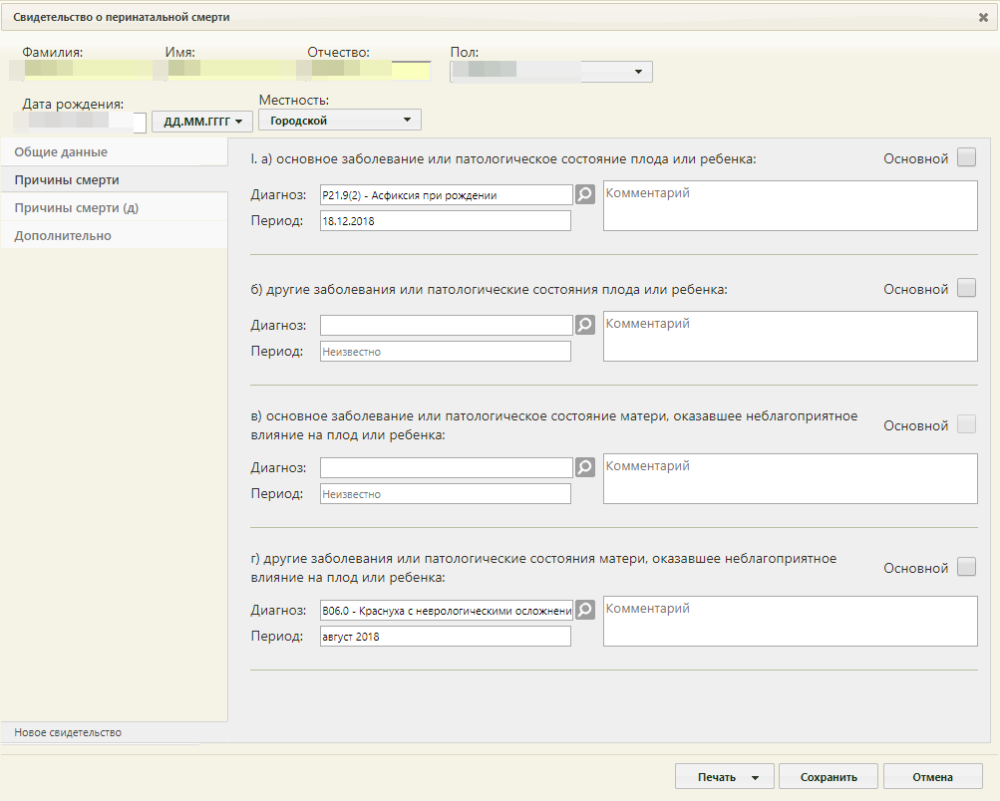 Свидетельство о перинатальной смерти
Фамилия: Имя: Отчество: Пол:
Дата рождения: ДД.ММ.ГГГГ Местность: Городской
Общие данные
Причины смерти
Причины смерти (д)
Дополнительно
I. а) основное заболевание или патологическое состояние плода или ребенка: Основной
Диагноз: P21.9(2) - Асфиксия при рождении Комментарий
Период: 18.12.2018
б) другие заболевания или патологические состояния плода или ребенка: Основной
Диагноз: Комментарий
Период: Неизвестно
в) основное заболевание или патологическое состояние матери, оказавшее неблагоприятное
влияние на плод или ребенка: Основной
Диагноз: Комментарий
Период: Неизвестно
г) другие заболевания или патологические состояния матери, оказавшее неблагоприятное
влияние на плод или ребенка: Основной
Диагноз: B06.0 - Краснуха с неврологическими осложнени Комментарий
Период: август 2018
Новое свидетельство
Печать Сохранить Отмена